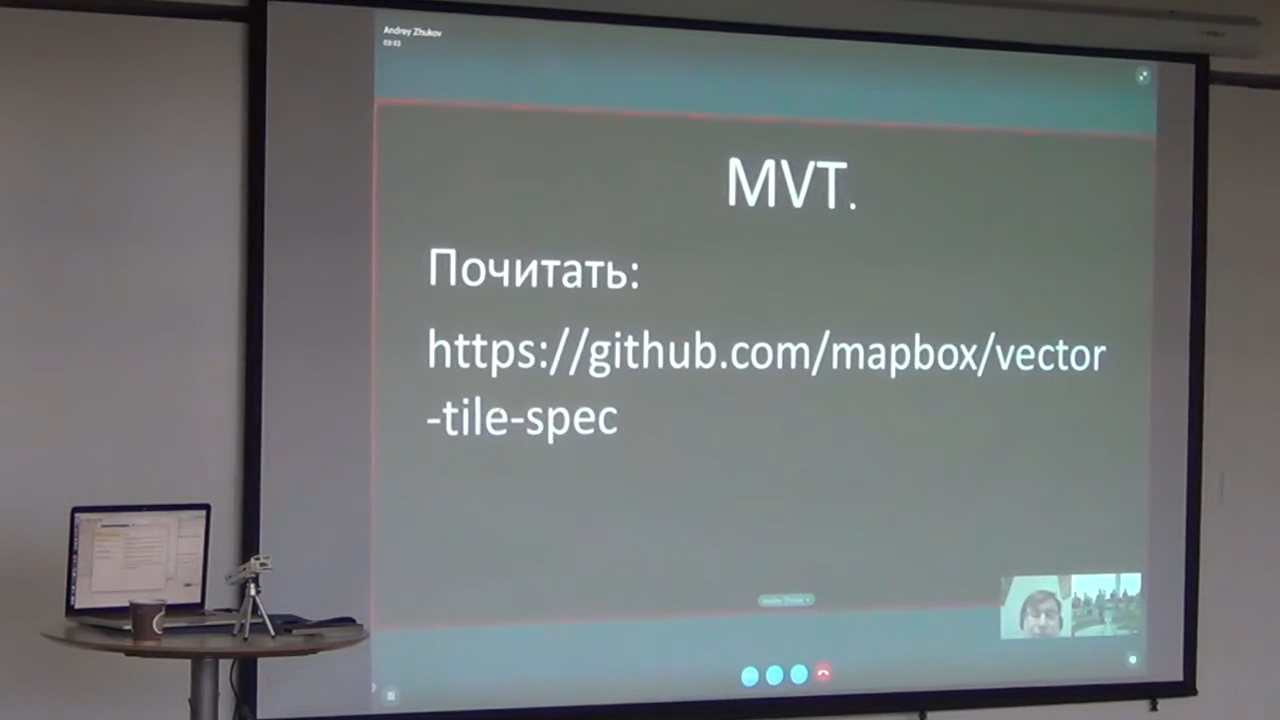 Andrey Zhukov
MVT.
Почитать:
https://github.com/mapbox/vector
-tile-spec